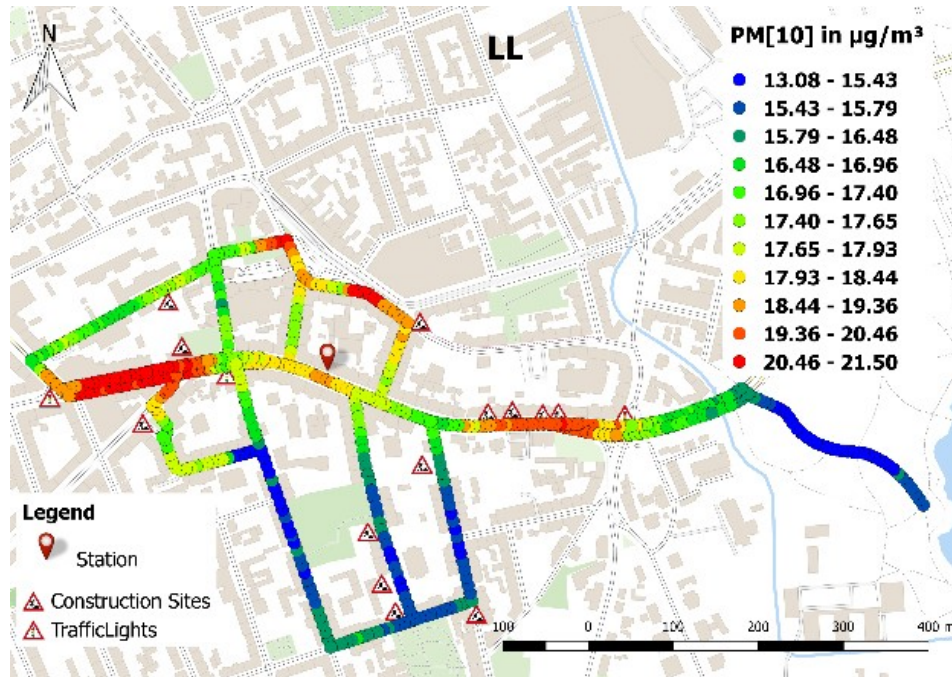 N
LL
PM[10] in µg/m³
13.08 - 15.43
15.43 - 15.79
15.79 - 16.48
16.48 - 16.96
16.96 - 17.40
17.40 - 17.65
17.65 - 17.93
17.93 - 18.44
18.44 - 19.36
19.36 - 20.46
20.46 - 21.50
Legend
Station
Construction Sites
TrafficLights
100 0 100 200 300 400 m